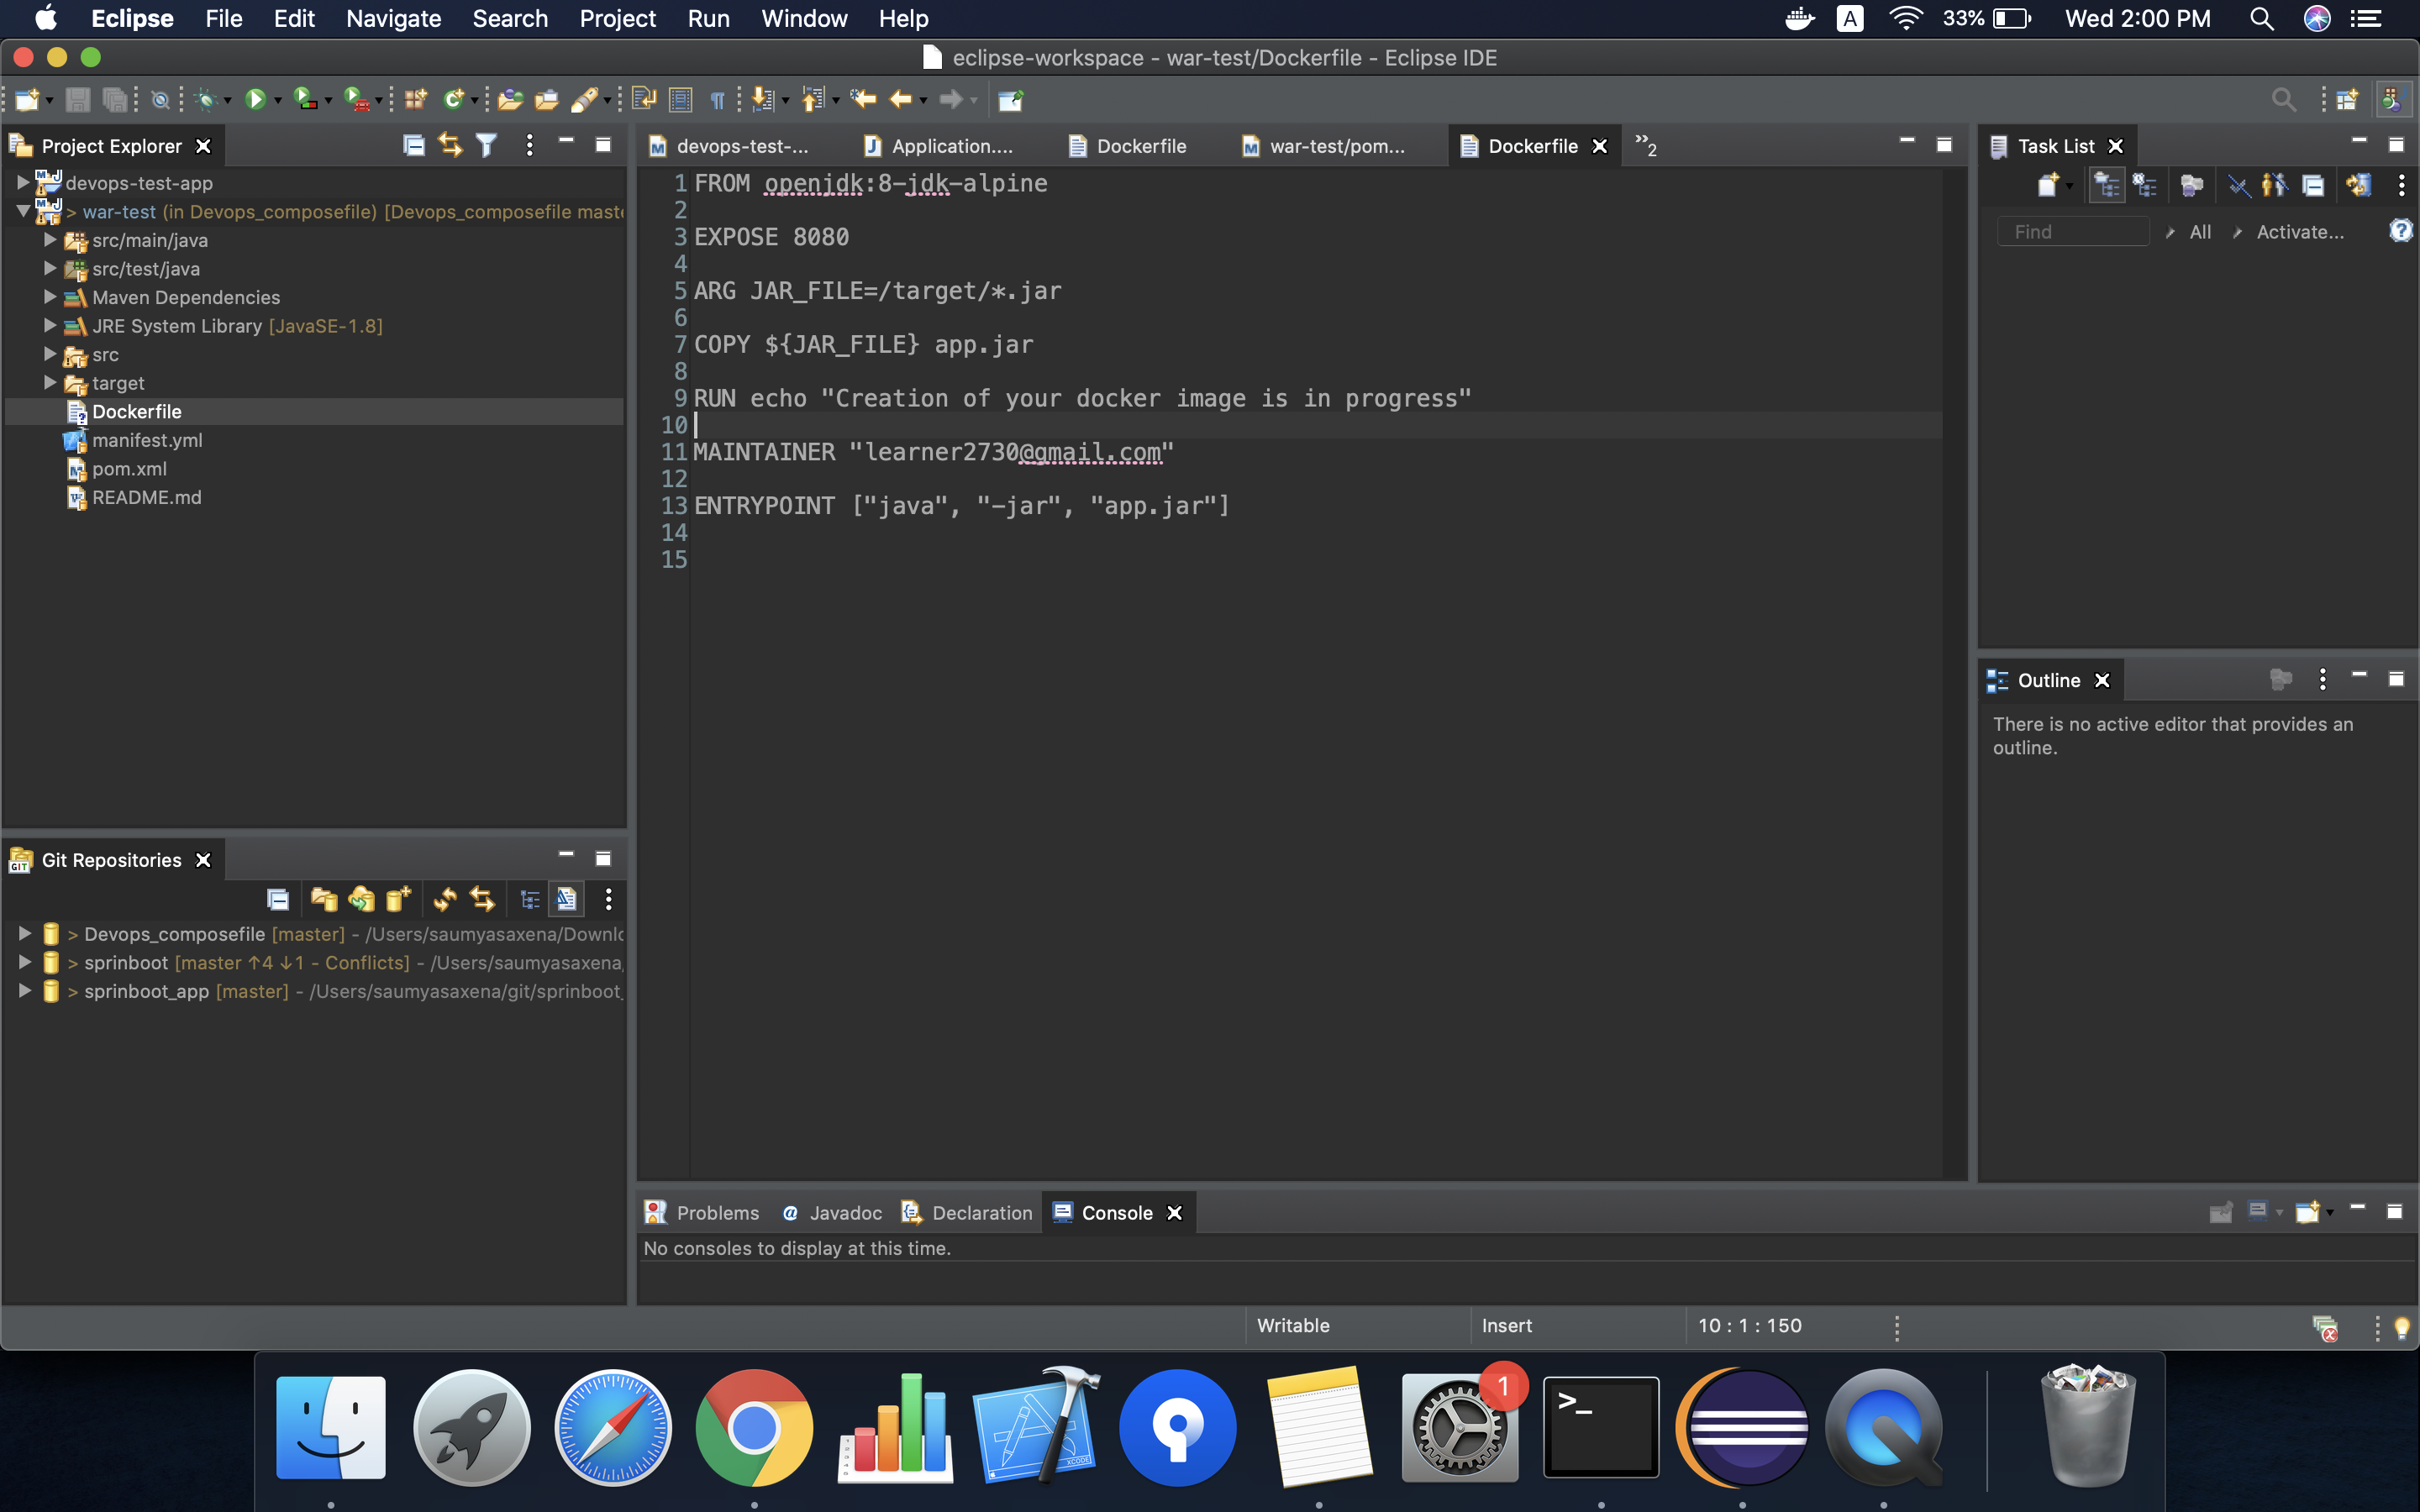 Eclipse File Edit Navigate Search Project Run Window Help A 33% Wed 2:00 PM
eclipse-workspace - war-test/Dockerfile - Eclipse IDE
Project Explorer
devops-test-app
> war-test (in Devops_composefile) [Devops_composefile mast
src/main/java
src/test/java
Maven Dependencies
JRE System Library [JavaSE-1.8]
src
target
Dockerfile
manifest.yml
pom.xml
README.md
Git Repositories
> Devops_composefile [master] - /Users/saumyasaxena/Downl
> sprinboot [master ↑4 ↓1 - Conflicts] - /Users/saumyasaxena
> sprinboot_app [master] - /Users/saumyasaxena/git/sprinboot_
devops-test-... Application.... Dockerfile war-test/pom... Dockerfile »2
1 FROM openjdk:8-jdk-alpine
2
3 EXPOSE 8080
4
5 ARG JAR_FILE=/target/*.jar
6
7 COPY ${JAR_FILE} app.jar
8
9 RUN echo "Creation of your docker image is in progress"
10
11 MAINTAINER "learner2730@gmail.com"
12
13 ENTRYPOINT ["java", "-jar", "app.jar"]
14
15
Task List
Find All Activate...
Outline
There is no active editor that provides an
outline.
Problems Javadoc Declaration Console
No consoles to display at this time.
Writable Insert 10 : 1 : 150
1
>_
XCODE